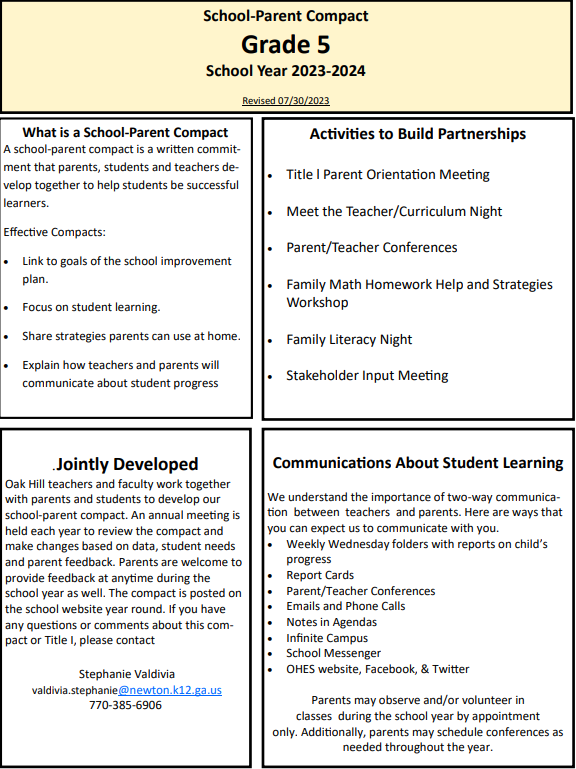 School-Parent Compact
Grade 5
School Year 2023-2024
Revised 07/30/2023
What is a School-Parent Compact
A school-parent compact is a written commit-
ment that parents, students and teachers de-
velop together to help students be successful
learners.
Effective Compacts:
• Link to goals of the school improvement
plan.
• Focus on student learning.
• Share strategies parents can use at home.
• Explain how teachers and parents will
communicate about student progress
Activities to Build Partnerships
• Title l Parent Orientation Meeting
• Meet the Teacher/Curriculum Night
• Parent/Teacher Conferences
• Family Math Homework Help and Strategies
Workshop
• Family Literacy Night
• Stakeholder Input Meeting
.Jointly Developed
Oak Hill teachers and faculty work together
with parents and students to develop our
school-parent compact. An annual meeting is
held each year to review the compact and
make changes based on data, student needs
and parent feedback. Parents are welcome to
provide feedback at anytime during the
school year as well. The compact is posted on
the school website year round. If you have
any questions or comments about this com-
pact or Title I, please contact
Stephanie Valdivia
valdivia.stephanie@newton.k12.ga.us
770-385-6906
Communications About Student Learning
We understand the importance of two-way communica-
tion between teachers and parents. Here are ways that
you can expect us to communicate with you.
• Weekly Wednesday folders with reports on child's
progress
• Report Cards
• Parent/Teacher Conferences
• Emails and Phone Calls
• Notes in Agendas
• Infinite Campus
• School Messenger
• OHES website, Facebook, & Twitter
Parents may observe and/or volunteer in
classes during the school year by appointment
only. Additionally, parents may schedule conferences as
needed throughout the year.